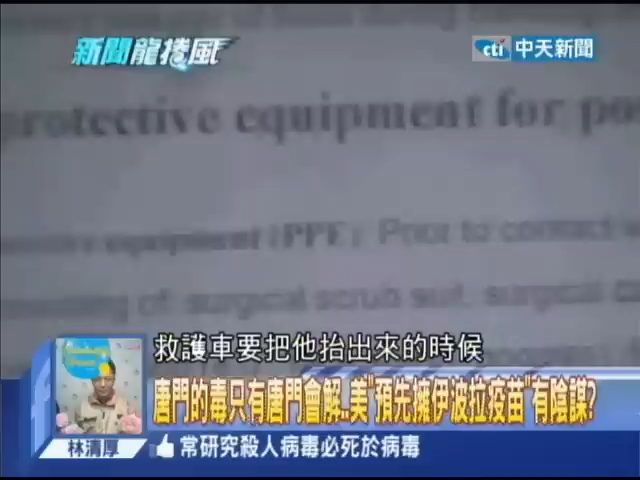 新聞龍捲風
cti 中天新聞
protective equipment for po
equipment (PPE): Prior to contact w
of: surgical scrub suit, surgical ca
救護車要把他抬出來的時候
唐門的毒只有唐門會解..美"預先擁伊波拉疫苗"有陰謀?
林清厚
常研究殺人病毒必死於病毒